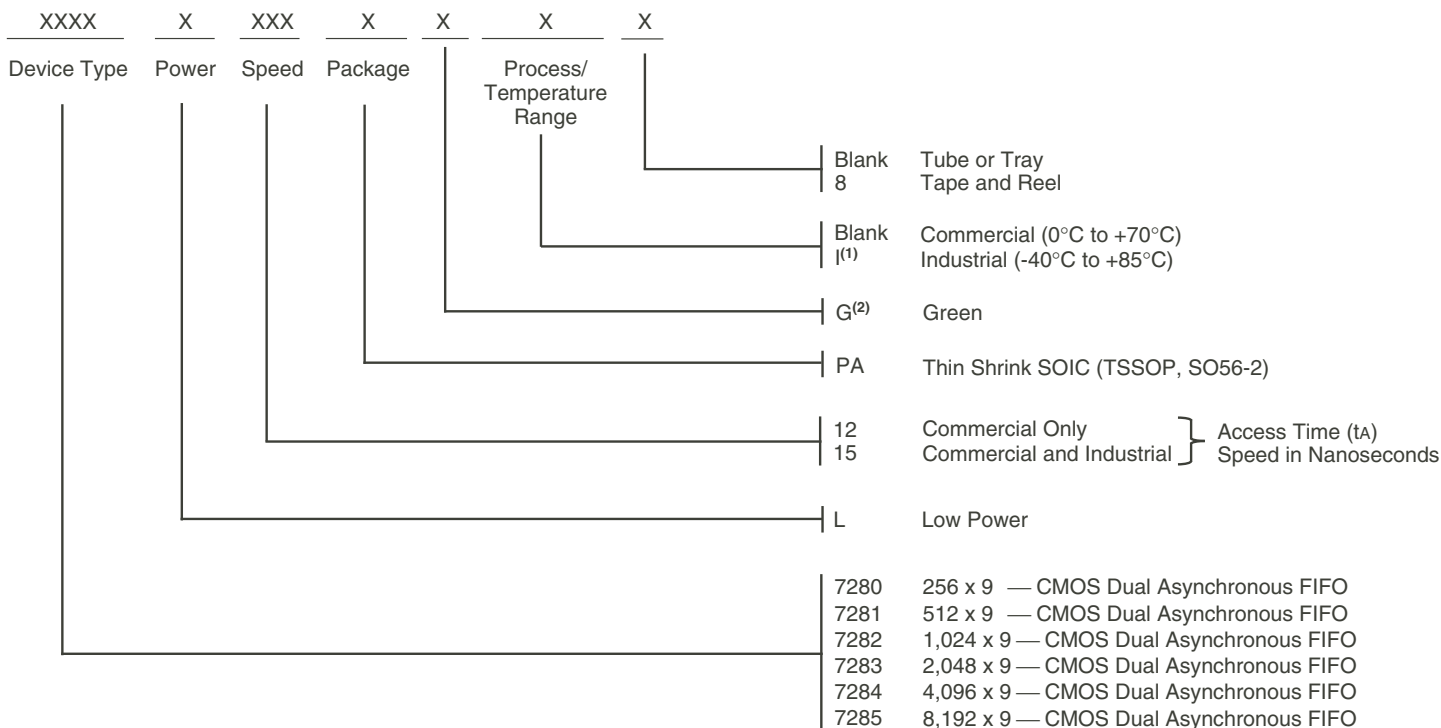 XXXX X XXX X X X X
Device Type Power Speed Package Process/
Temperature
Range
Blank Tube or Tray
8 Tape and Reel
Blank Commercial (0°C to +70°C)
I(1) Industrial (-40°C to +85°C)
G(2) Green
PA Thin Shrink SOIC (TSSOP, SO56-2)
12 Commercial Only Access Time (tA)
15 Commercial and Industrial Speed in Nanoseconds
L Low Power
7280 256 x 9 — CMOS Dual Asynchronous FIFO
7281 512 x 9 — CMOS Dual Asynchronous FIFO
7282 1,024 x 9 — CMOS Dual Asynchronous FIFO
7283 2,048 x 9 — CMOS Dual Asynchronous FIFO
7284 4,096 x 9 — CMOS Dual Asynchronous FIFO
7285 8,192 x 9 — CMOS Dual Asynchronous FIFO